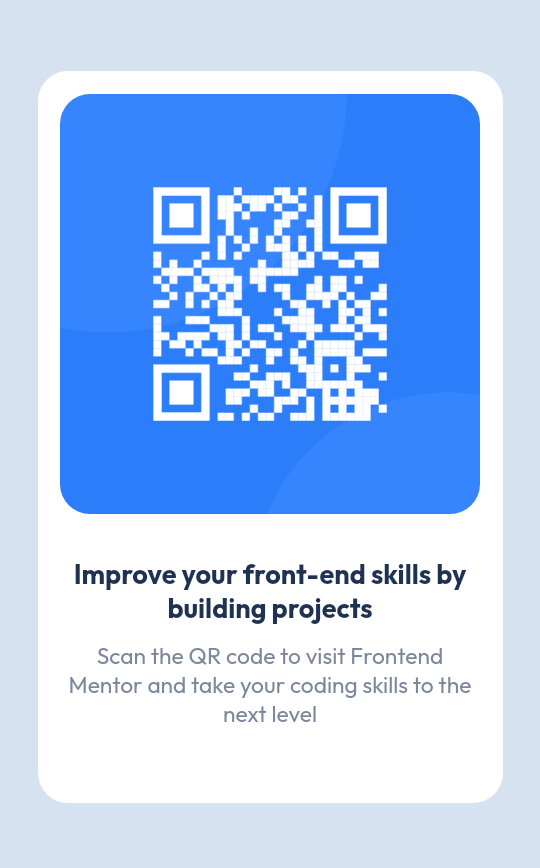 Improve your front-end skills by
building projects
Scan the QR code to visit Frontend
Mentor and take your coding skills to the
next level